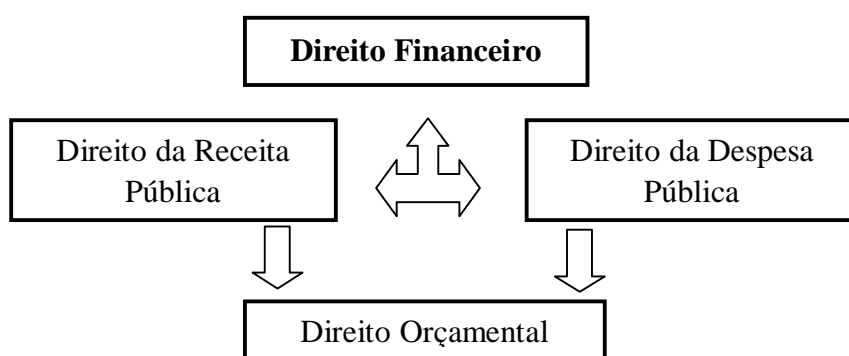 Direito Financeiro
Direito da Receita
Pública
Direito da Despesa
Pública
Direito Orçamental